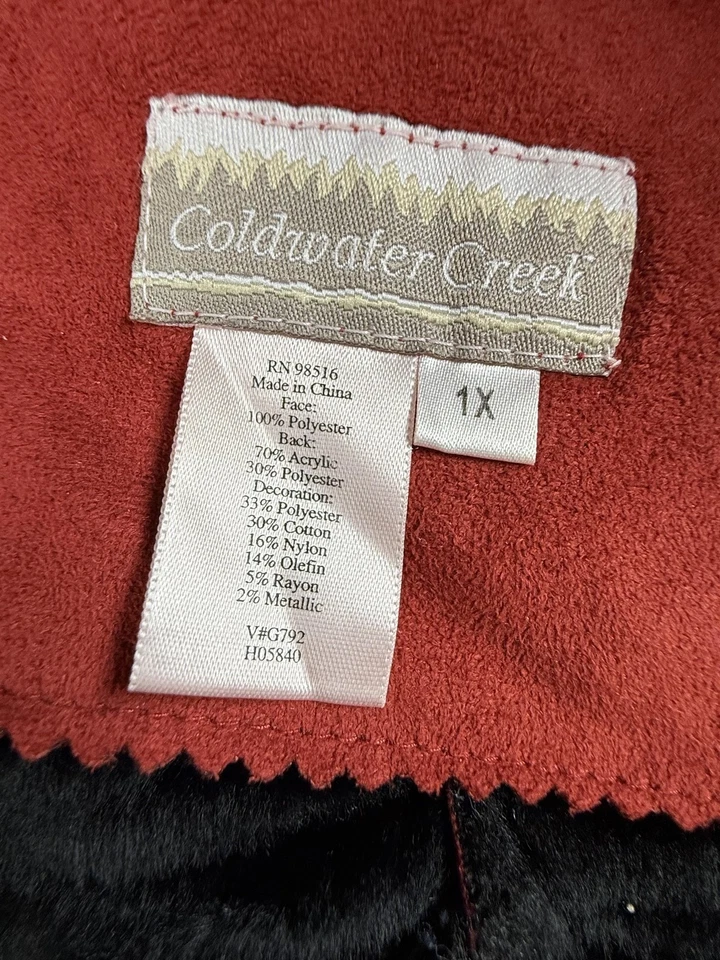 Coldwater Creek
RN 98516
Made in China
Face:
100% Polyester
Back:
70% Acrylic
30% Polyester
Decoration:
33% Polyester
30% Cotton
16% Nylon
14% Olefin
5% Rayon
2% Metallic
V#G792
H05840
1X